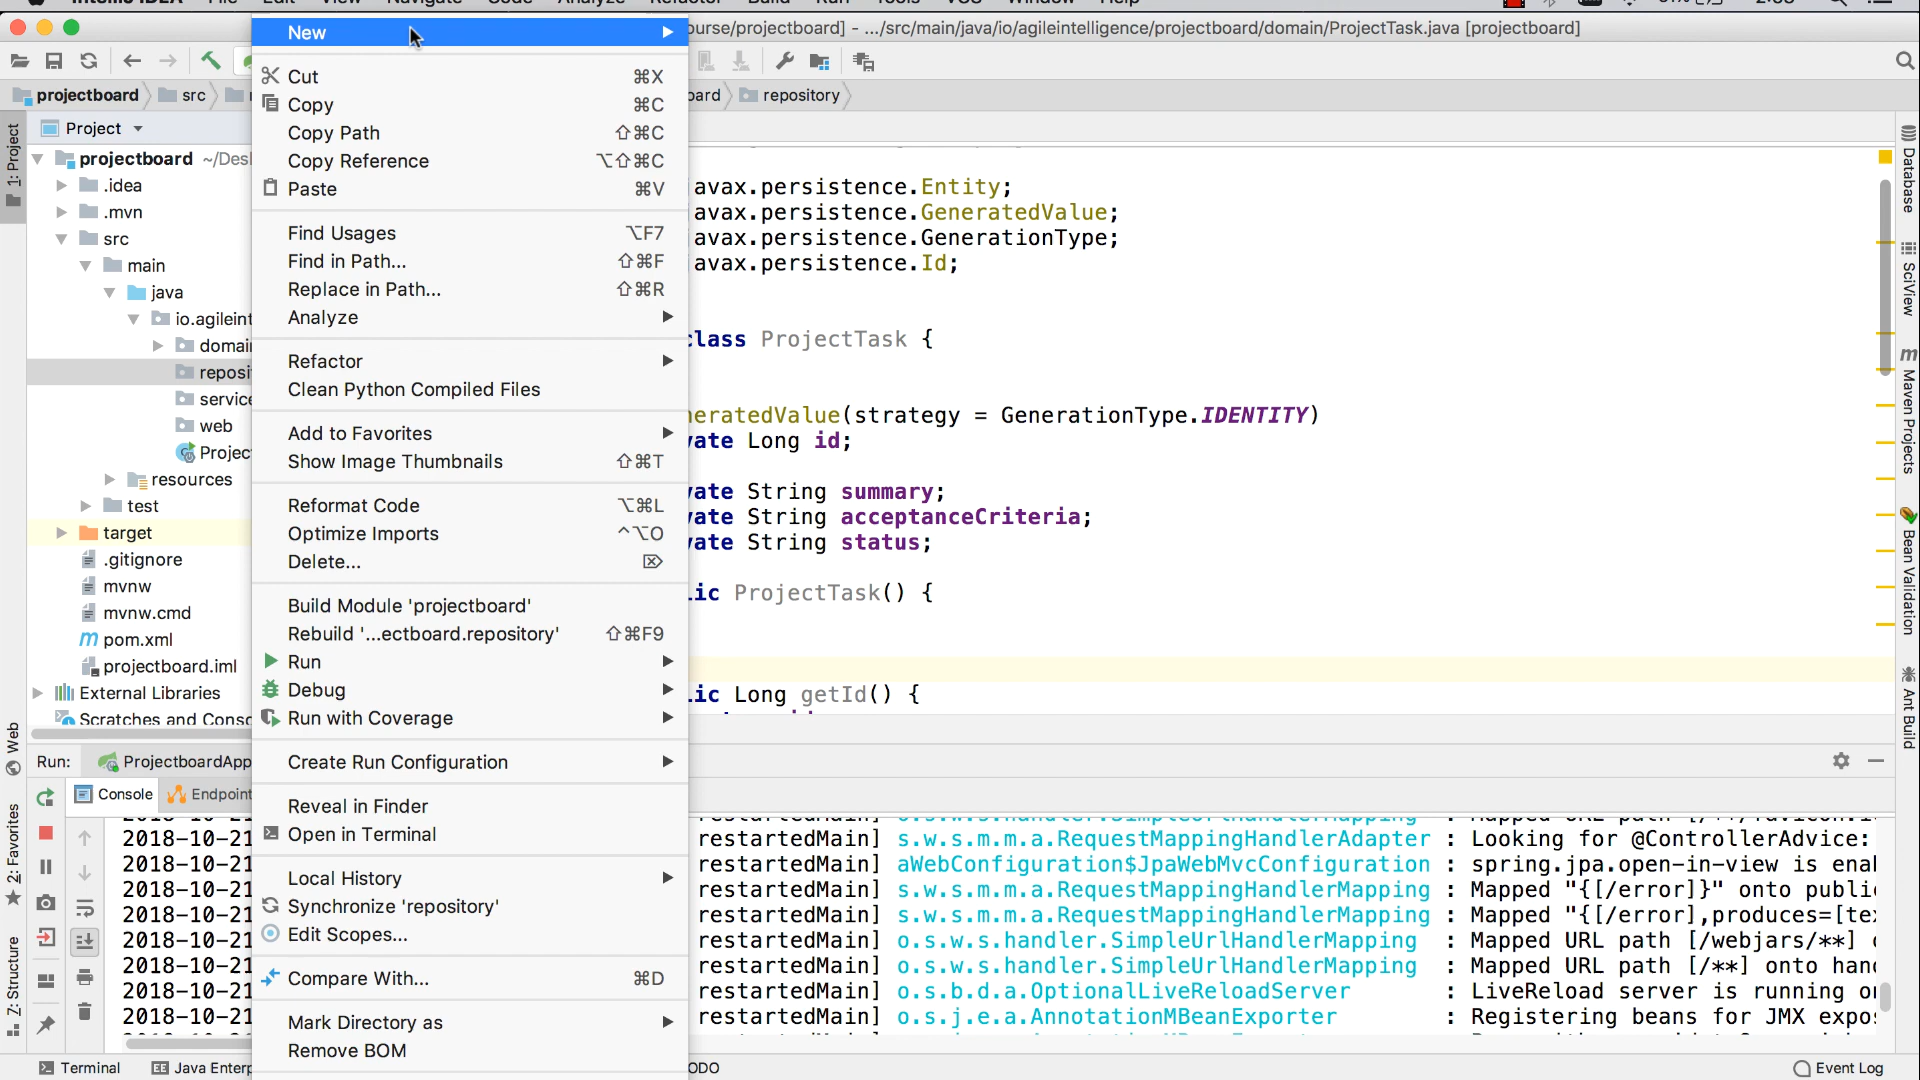 New
urse/projectboard] - .../src/main/java/io/agileintelligence/projectboard/domain/ProjectTask.java [projectboard]
projectboard
src
ard
repository
Cut ⌘X
Copy ⌘C
Copy Path ⇧⌘C
Copy Reference ⌥⇧⌘C
Paste ⌘V
Find Usages ⌥F7
Find in Path... ⇧⌘F
Replace in Path... ⇧⌘R
Analyze
Refactor
Clean Python Compiled Files
Add to Favorites
Show Image Thumbnails ⇧⌘T
Reformat Code ⌥⌘L
Optimize Imports ^⌥O
Delete... ⌦
Build Module 'projectboard'
Rebuild '...ectboard.repository' ⇧⌘F9
Run
Debug
Run with Coverage
Create Run Configuration
Reveal in Finder
Open in Terminal
Local History
Synchronize 'repository'
Edit Scopes...
Compare With... ⌘D
Mark Directory as
Remove BOM
1: Project
Project
projectboard ~/Des
.idea
.mvn
src
main
java
io.agileint
domai
reposi
service
web
Projec
resources
test
target
.gitignore
mvnw
mvnw.cmd
pom.xml
projectboard.iml
External Libraries
Scratches and Conso
avax.persistence.Entity;
avax.persistence.GeneratedValue;
avax.persistence.GenerationType;
avax.persistence.Id;
class ProjectTask {
neratedValue(strategy = GenerationType.IDENTITY)
vate Long id;
vate String summary;
vate String acceptanceCriteria;
vate String status;
lic ProjectTask() {
lic Long getId() {
Database
SciView
Maven Projects
Bean Validation
Ant Build
Web
2: Favorites
Z: Structure
Run:
ProjectboardApp
Console
Endpoint
2018-10-21 restartedMain] s.w.s.m.m.a.RequestMappingHandlerAdapter : Looking for @ControllerAdvice:
2018-10-21 restartedMain] aWebConfiguration$JpaWebMvcConfiguration : spring.jpa.open-in-view is enal
2018-10-21 restartedMain] s.w.s.m.m.a.RequestMappingHandlerMapping : Mapped "{[/error]}" onto publi
2018-10-21 restartedMain] s.w.s.m.m.a.RequestMappingHandlerMapping : Mapped "{[/error],produces=[te
2018-10-21 restartedMain] o.s.w.s.handler.SimpleUrlHandlerMapping : Mapped URL path [/webjars/**]
2018-10-21 restartedMain] o.s.w.s.handler.SimpleUrlHandlerMapping : Mapped URL path [/**] onto han
2018-10-21 restartedMain] o.s.b.d.a.OptionalLiveReloadServer : LiveReload server is running o
2018-10-21 restartedMain] o.s.j.e.a.AnnotationMBeanExporter : Registering beans for JMX expo
Terminal
Java Enterp
ODO
Event Log